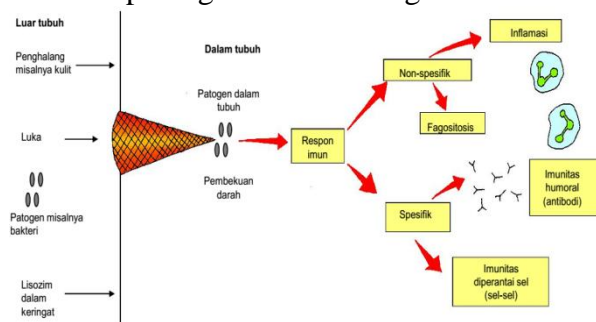 Luar tubuh
Penghalang
misalnya kulit
Luka
Patogen misalnya
bakteri
Lisozim
dalam
keringat
Dalam tubuh
Patogen dalam
tubuh
Pembekuan
darah
Respon
imun
Non-spesifik
Inflamasi
Fagositosis
Spesifik
Imunitas
humoral
(antibodi)
Imunitas
diperantai sel
(sel-sel)